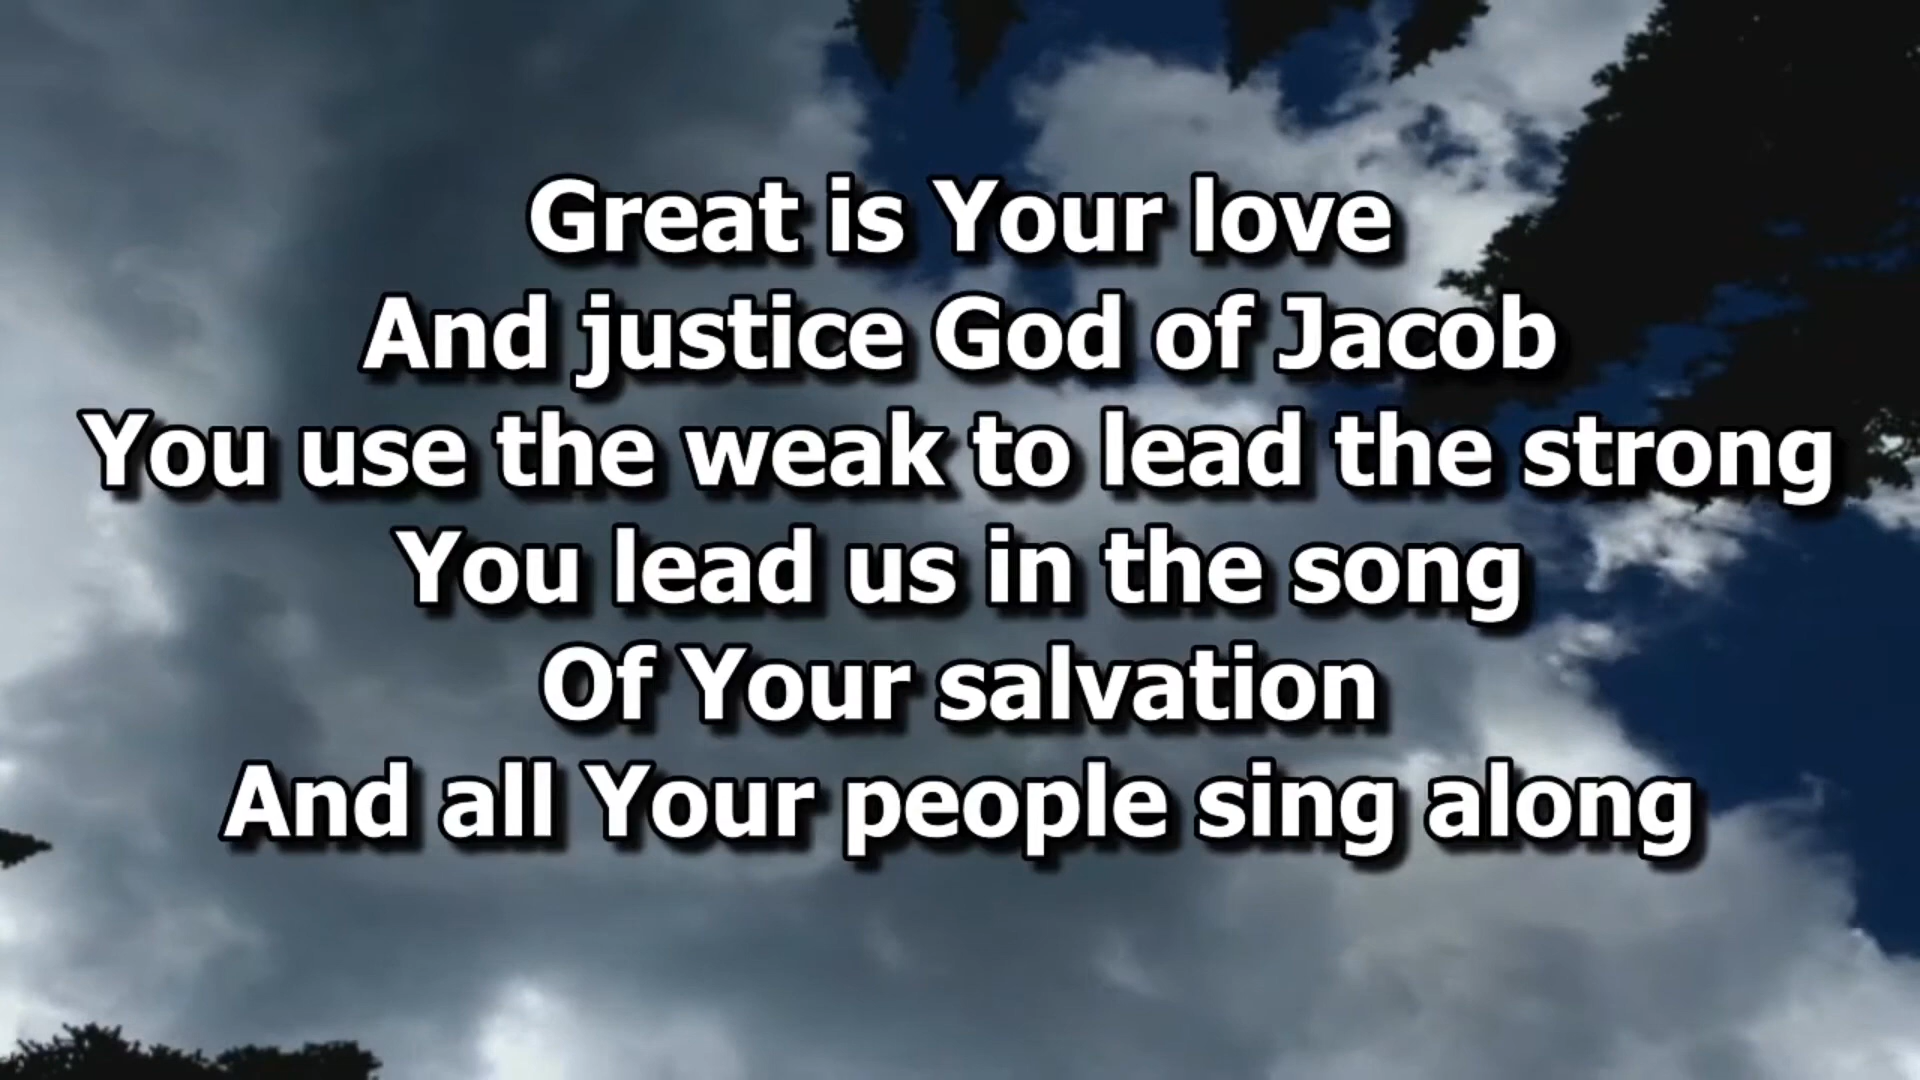 Great is Your love
And justice God of Jacob
You use the weak to lead the strong
You lead us in the song
Of Your salvation
And all Your people sing along